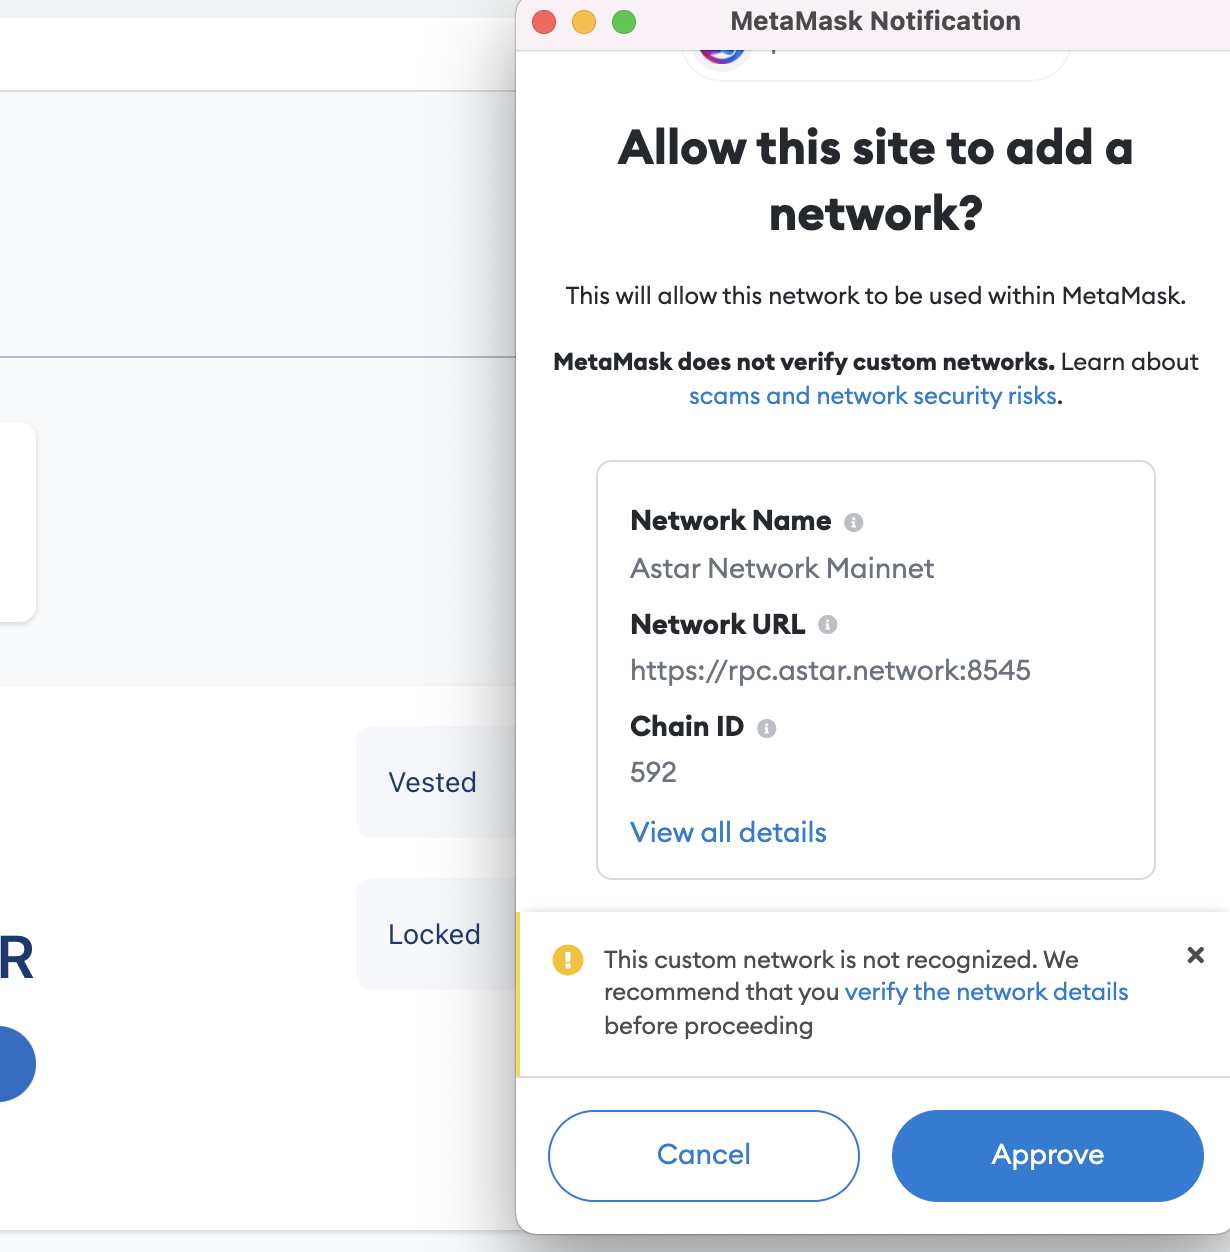 MetaMask Notification
Allow this site to add a
network?
This will allow this network to be used within MetaMask.
MetaMask does not verify custom networks. Learn about
scams and network security risks.
Network Name
Astar Network Mainnet
Network URL
https://rpc.astar.network:8545
Chain ID
592
View all details
Vested
Locked
R
This custom network is not recognized. We
recommend that you verify the network details
before proceeding
Cancel
Approve